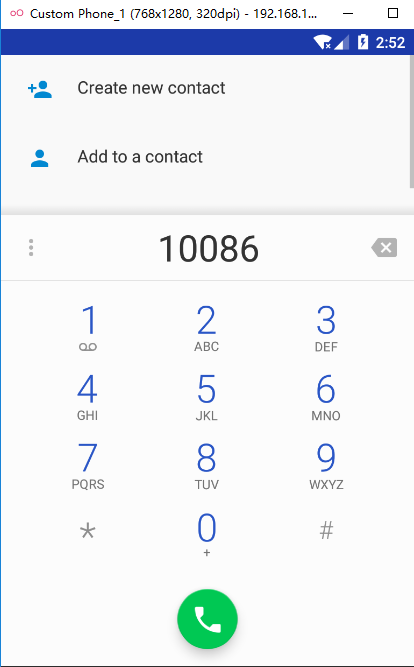 Custom Phone_1 (768x1280, 320dpi) - 192.168.1...
2:52
Create new contact
Add to a contact
10086
1 2 3
ABC DEF
4 5 6
GHI JKL MNO
7 8 9
PQRS TUV WXYZ
* 0 #
+